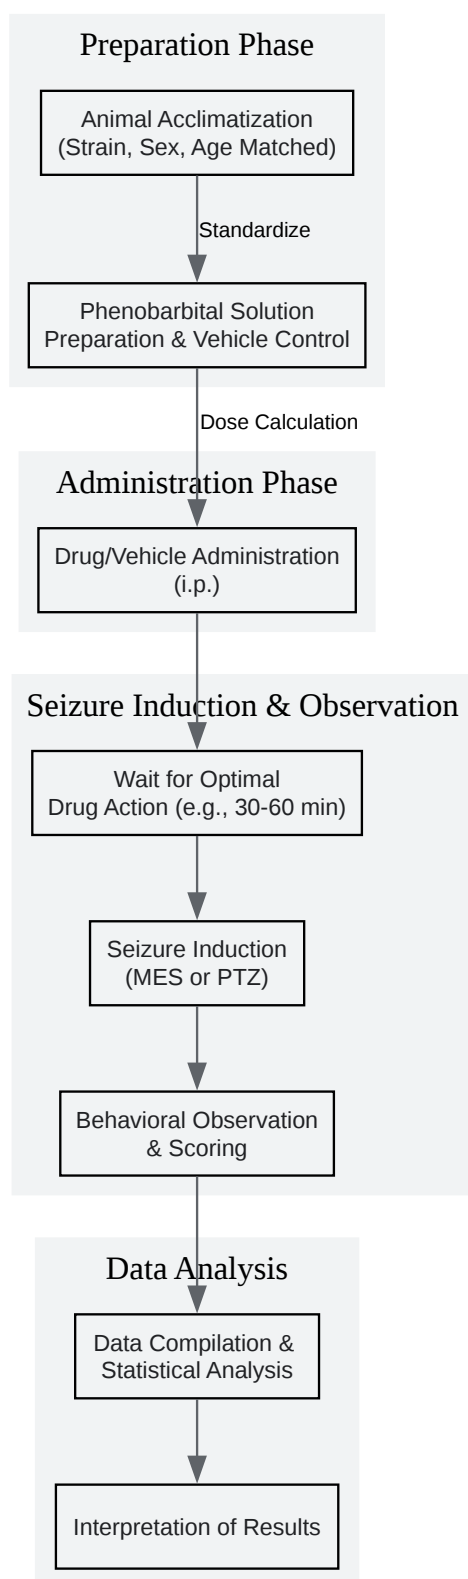 Preparation Phase
Animal Acclimatization
(Strain, Sex, Age Matched)
Standardize
Phenobarbital Solution
Preparation & Vehicle Control
Dose Calculation
Administration Phase
Drug/Vehicle Administration
(i.p.)
Seizure Induction & Observation
Wait for Optimal
Drug Action (e.g., 30-60 min)
Seizure Induction
(MES or PTZ)
Behavioral Observation
& Scoring
Data Analysis
Data Compilation &
Statistical Analysis
Interpretation of Results